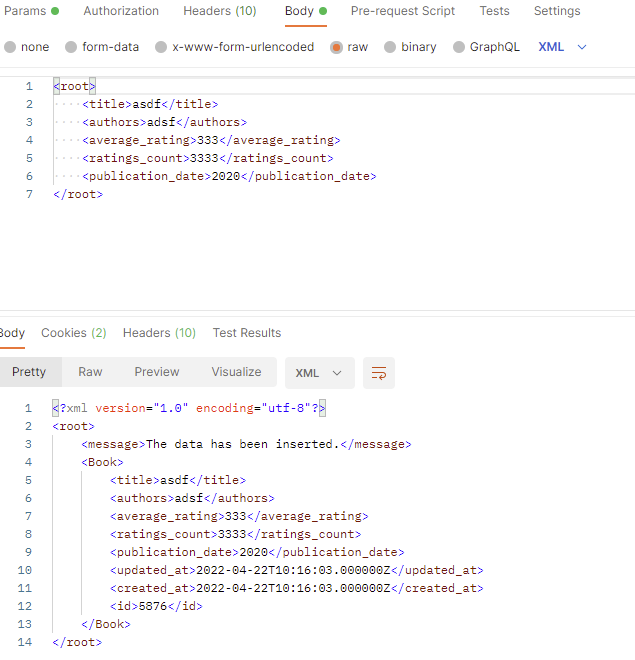 Params Authorization Headers (10) Body Pre-request Script Tests Settings
none form-data x-www-form-urlencoded raw binary GraphQL XML
1 <root>
2 ····<title>asdf</title>
3 ····<authors>adsf</authors>
4 ····<average_rating>333</average_rating>
5 ····<ratings_count>3333</ratings_count>
6 ····<publication_date>2020</publication_date>
7 </root>
Body Cookies (2) Headers (10) Test Results
Pretty Raw Preview Visualize XML
1 <?xml version="1.0" encoding="utf-8"?>
2 <root>
3     <message>The data has been inserted.</message>
4     <Book>
5         <title>asdf</title>
6         <authors>adsf</authors>
7         <average_rating>333</average_rating>
8         <ratings_count>3333</ratings_count>
9         <publication_date>2020</publication_date>
10         <updated_at>2022-04-22T10:16:03.000000Z</updated_at>
11         <created_at>2022-04-22T10:16:03.000000Z</created_at>
12         <id>5876</id>
13     </Book>
14 </root>